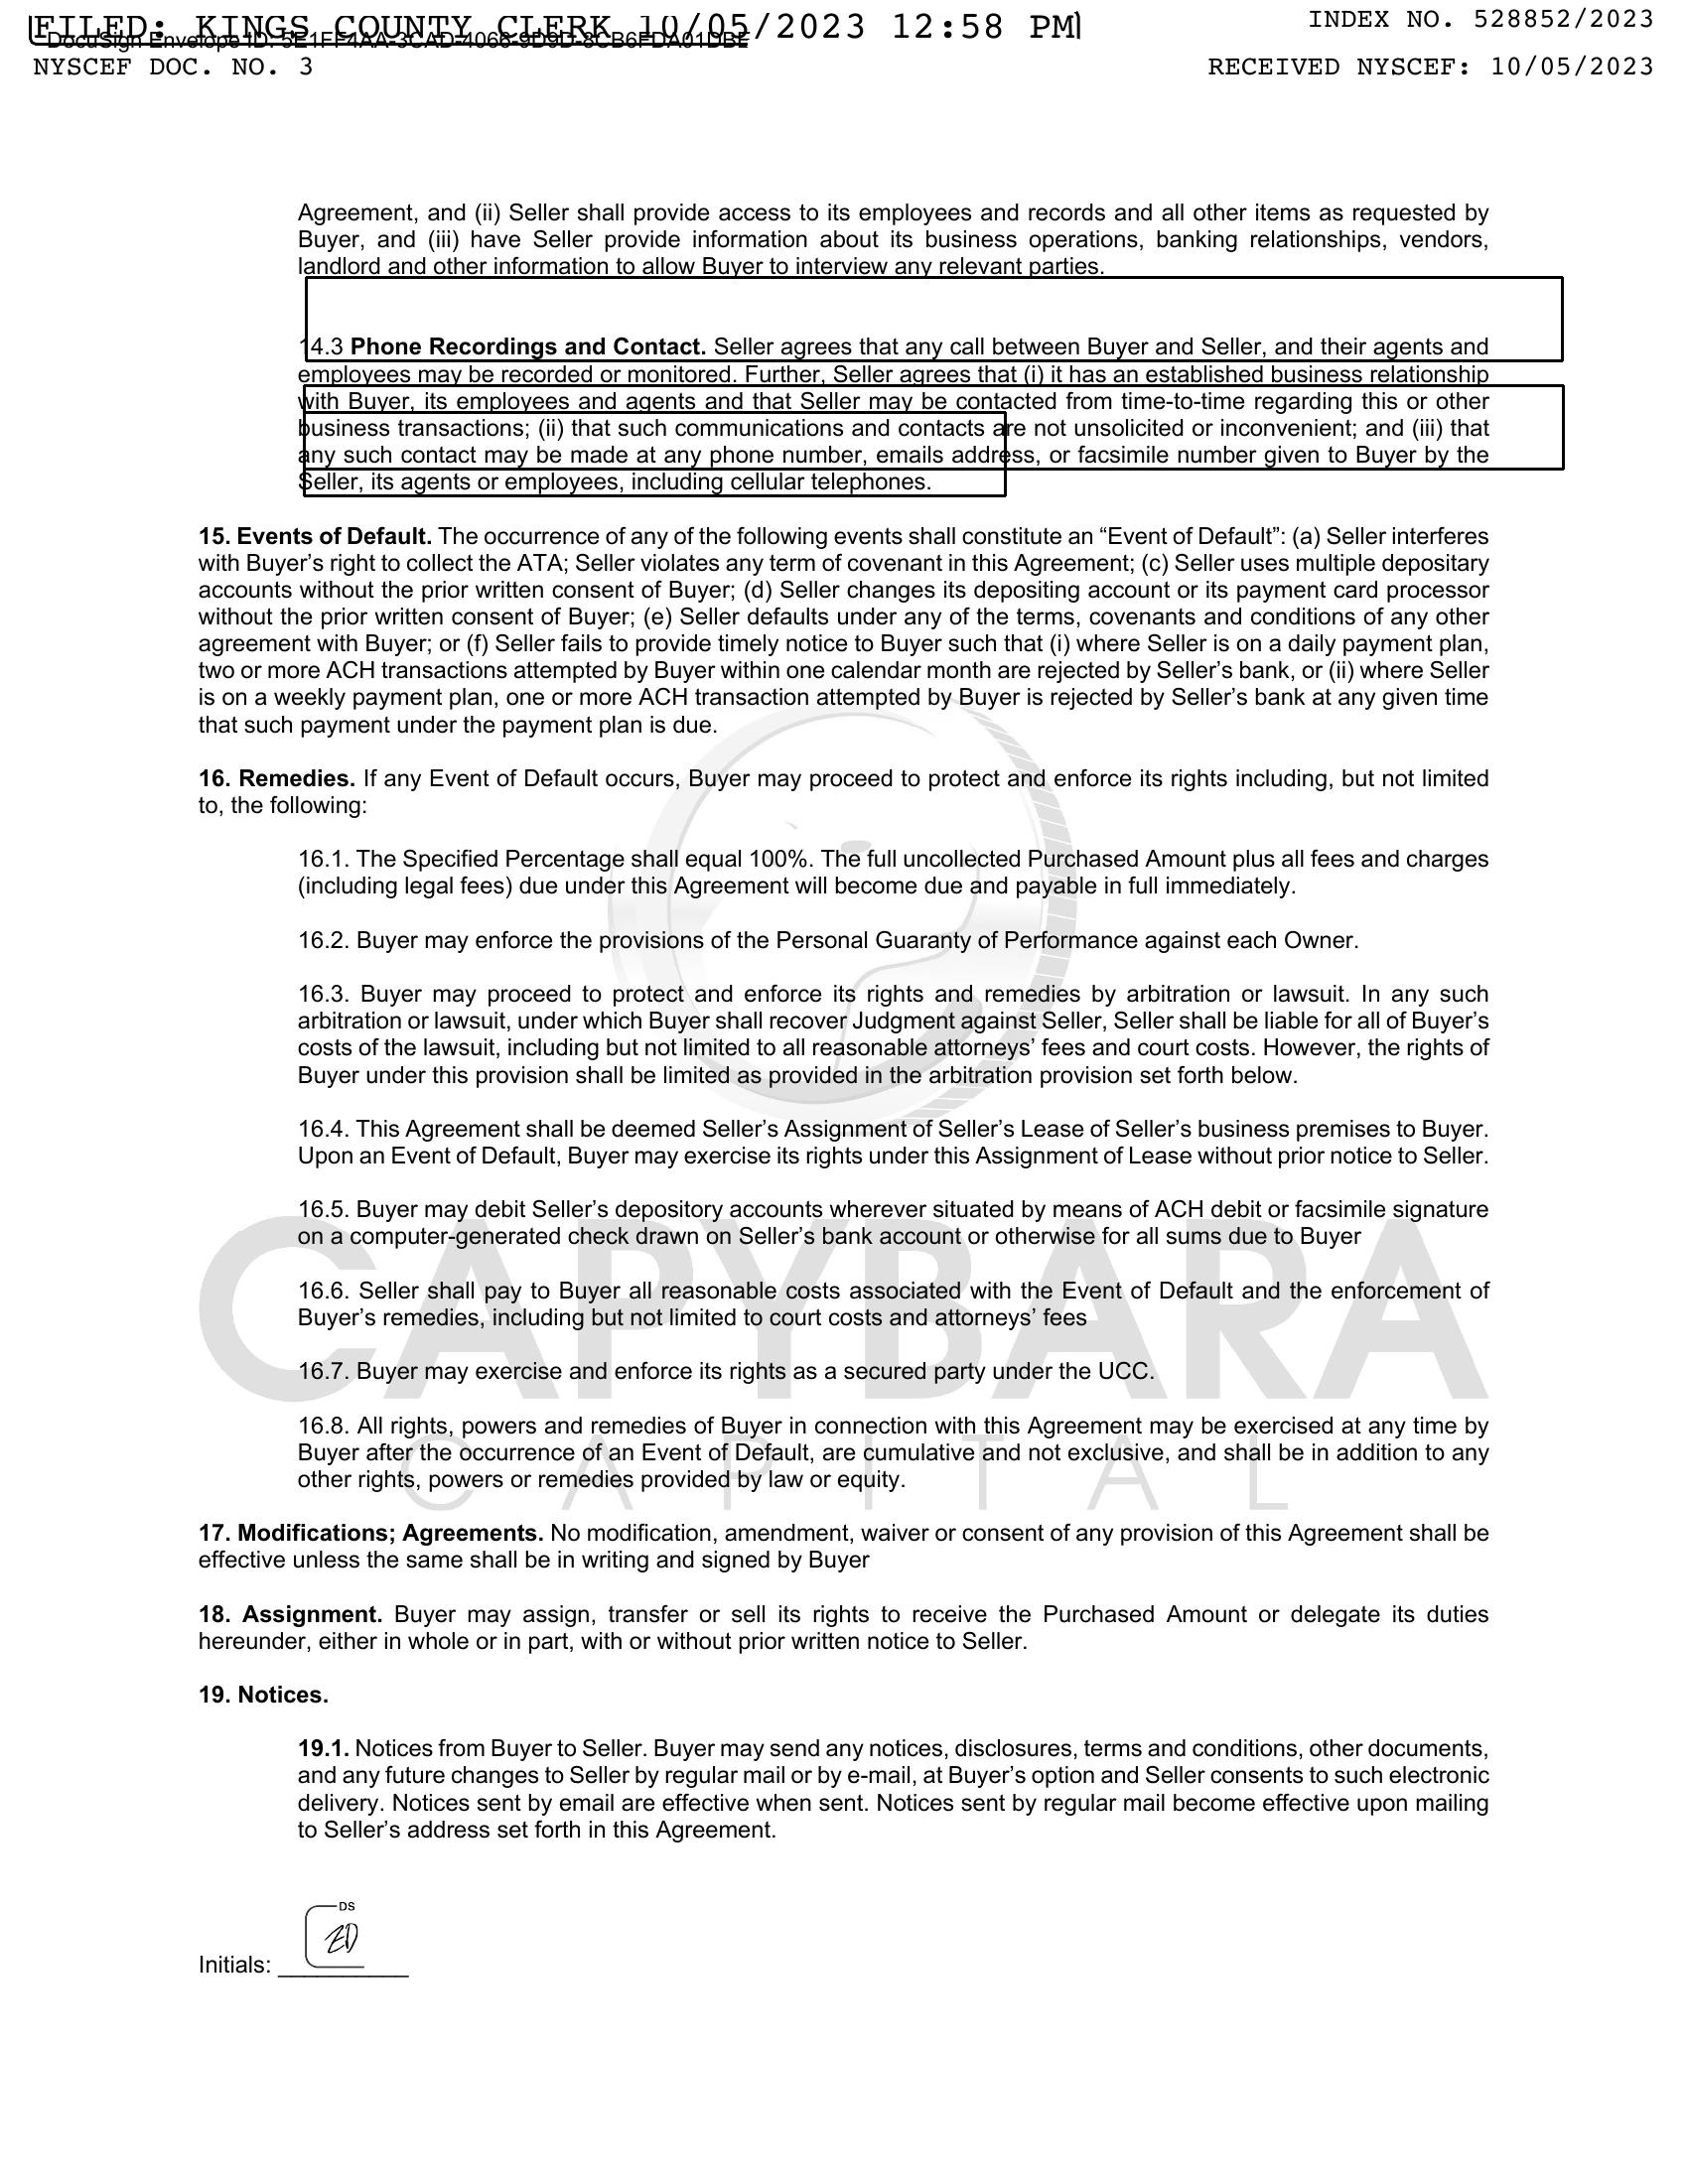 FILED: KINGS COUNTY CLERK 10/05/2023 12:58 PM
INDEX NO. 528852/2023
DocuSign Envelope ID: 5E1FF4AA-3CAD-4066-9D9D-8CB6FDA01DBE
NYSCEF DOC. NO. 3
RECEIVED NYSCEF: 10/05/2023
Agreement, and (ii) Seller shall provide access to its employees and records and all other items as requested by
Buyer, and (iii) have Seller provide information about its business operations, banking relationships, vendors,
landlord and other information to allow Buyer to interview any relevant parties.
14.3 Phone Recordings and Contact. Seller agrees that any call between Buyer and Seller, and their agents and
employees may be recorded or monitored. Further, Seller agrees that (i) it has an established business relationship
with Buyer, its employees and agents and that Seller may be contacted from time-to-time regarding this or other
business transactions; (ii) that such communications and contacts are not unsolicited or inconvenient; and (iii) that
any such contact may be made at any phone number, emails address, or facsimile number given to Buyer by the
Seller, its agents or employees, including cellular telephones.
15. Events of Default. The occurrence of any of the following events shall constitute an “Event of Default”: (a) Seller interferes
with Buyer’s right to collect the ATA; Seller violates any term of covenant in this Agreement; (c) Seller uses multiple depositary
accounts without the prior written consent of Buyer; (d) Seller changes its depositing account or its payment card processor
without the prior written consent of Buyer; (e) Seller defaults under any of the terms, covenants and conditions of any other
agreement with Buyer; or (f) Seller fails to provide timely notice to Buyer such that (i) where Seller is on a daily payment plan,
two or more ACH transactions attempted by Buyer within one calendar month are rejected by Seller’s bank, or (ii) where Seller
is on a weekly payment plan, one or more ACH transaction attempted by Buyer is rejected by Seller’s bank at any given time
that such payment under the payment plan is due.
16. Remedies. If any Event of Default occurs, Buyer may proceed to protect and enforce its rights including, but not limited
to, the following:
16.1. The Specified Percentage shall equal 100%. The full uncollected Purchased Amount plus all fees and charges
(including legal fees) due under this Agreement will become due and payable in full immediately.
16.2. Buyer may enforce the provisions of the Personal Guaranty of Performance against each Owner.
16.3. Buyer may proceed to protect and enforce its rights and remedies by arbitration or lawsuit. In any such
arbitration or lawsuit, under which Buyer shall recover Judgment against Seller, Seller shall be liable for all of Buyer’s
costs of the lawsuit, including but not limited to all reasonable attorneys’ fees and court costs. However, the rights of
Buyer under this provision shall be limited as provided in the arbitration provision set forth below.
16.4. This Agreement shall be deemed Seller’s Assignment of Seller’s Lease of Seller’s business premises to Buyer.
Upon an Event of Default, Buyer may exercise its rights under this Assignment of Lease without prior notice to Seller.
16.5. Buyer may debit Seller’s depository accounts wherever situated by means of ACH debit or facsimile signature
on a computer-generated check drawn on Seller’s bank account or otherwise for all sums due to Buyer
16.6. Seller shall pay to Buyer all reasonable costs associated with the Event of Default and the enforcement of
Buyer’s remedies, including but not limited to court costs and attorneys’ fees
16.7. Buyer may exercise and enforce its rights as a secured party under the UCC.
CAPYBARA
16.8. All rights, powers and remedies of Buyer in connection with this Agreement may be exercised at any time by
Buyer after the occurrence of an Event of Default, are cumulative and not exclusive, and shall be in addition to any
other rights, powers or remedies provided by law or equity.
CAPITAL
17. Modifications; Agreements. No modification, amendment, waiver or consent of any provision of this Agreement shall be
effective unless the same shall be in writing and signed by Buyer
18. Assignment. Buyer may assign, transfer or sell its rights to receive the Purchased Amount or delegate its duties
hereunder, either in whole or in part, with or without prior written notice to Seller.
19. Notices.
19.1. Notices from Buyer to Seller. Buyer may send any notices, disclosures, terms and conditions, other documents,
and any future changes to Seller by regular mail or by e-mail, at Buyer’s option and Seller consents to such electronic
delivery. Notices sent by email are effective when sent. Notices sent by regular mail become effective upon mailing
to Seller’s address set forth in this Agreement.
DS
ED
Initials: